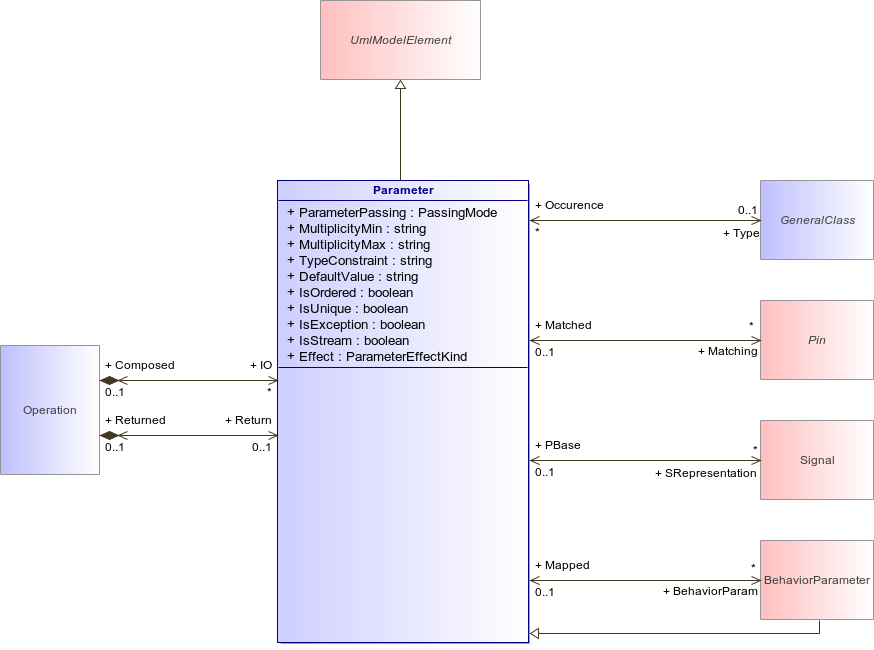 UmlModelElement
Parameter
+ ParameterPassing : PassingMode
+ MultiplicityMin : string
+ MultiplicityMax : string
+ TypeConstraint : string
+ DefaultValue : string
+ IsOrdered : boolean
+ IsUnique : boolean
+ IsException : boolean
+ IsStream : boolean
+ Effect : ParameterEffectKind
+ Occurence
0..1
*
+ Type
GeneralClass
+ Matched
*
0..1
+ Matching
Pin
+ Composed
+ IO
0..1
*
Operation
+ Returned
+ Return
0..1
0..1
+ PBase
*
0..1
+ SRepresentation
Signal
+ Mapped
*
0..1
+ BehaviorParam
BehaviorParameter